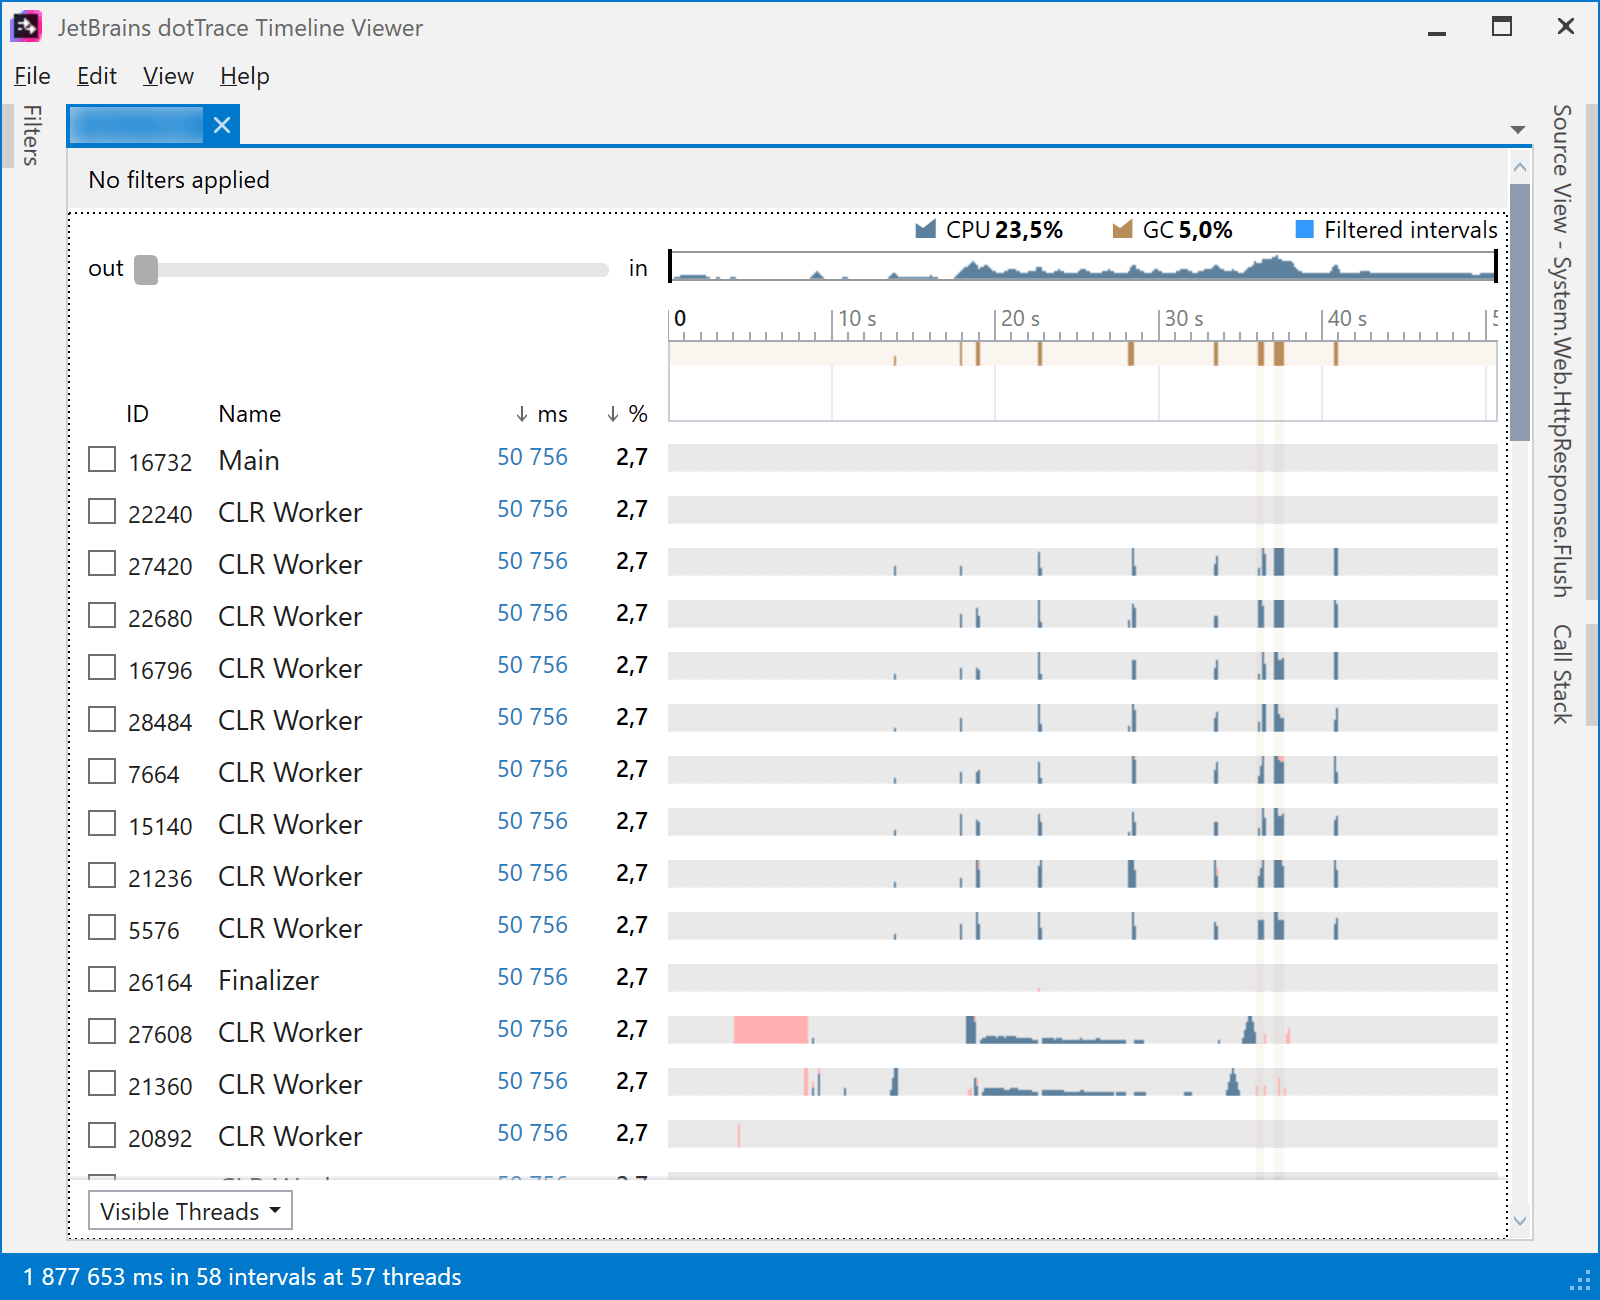 JetBrains dotTrace Timeline Viewer
File Edit View Help
Filters
No filters applied
CPU 23,5% GC 5,0% Filtered intervals
out in
0 10 s 20 s 30 s 40 s
ID Name ↓ ms ↓ %
16732 Main 50 756 2,7
22240 CLR Worker 50 756 2,7
27420 CLR Worker 50 756 2,7
22680 CLR Worker 50 756 2,7
16796 CLR Worker 50 756 2,7
28484 CLR Worker 50 756 2,7
7664 CLR Worker 50 756 2,7
15140 CLR Worker 50 756 2,7
21236 CLR Worker 50 756 2,7
5576 CLR Worker 50 756 2,7
26164 Finalizer 50 756 2,7
27608 CLR Worker 50 756 2,7
21360 CLR Worker 50 756 2,7
20892 CLR Worker 50 756 2,7
Visible Threads
1 877 653 ms in 58 intervals at 57 threads
Source View - System.Web.HttpResponse.Flush
Call Stack